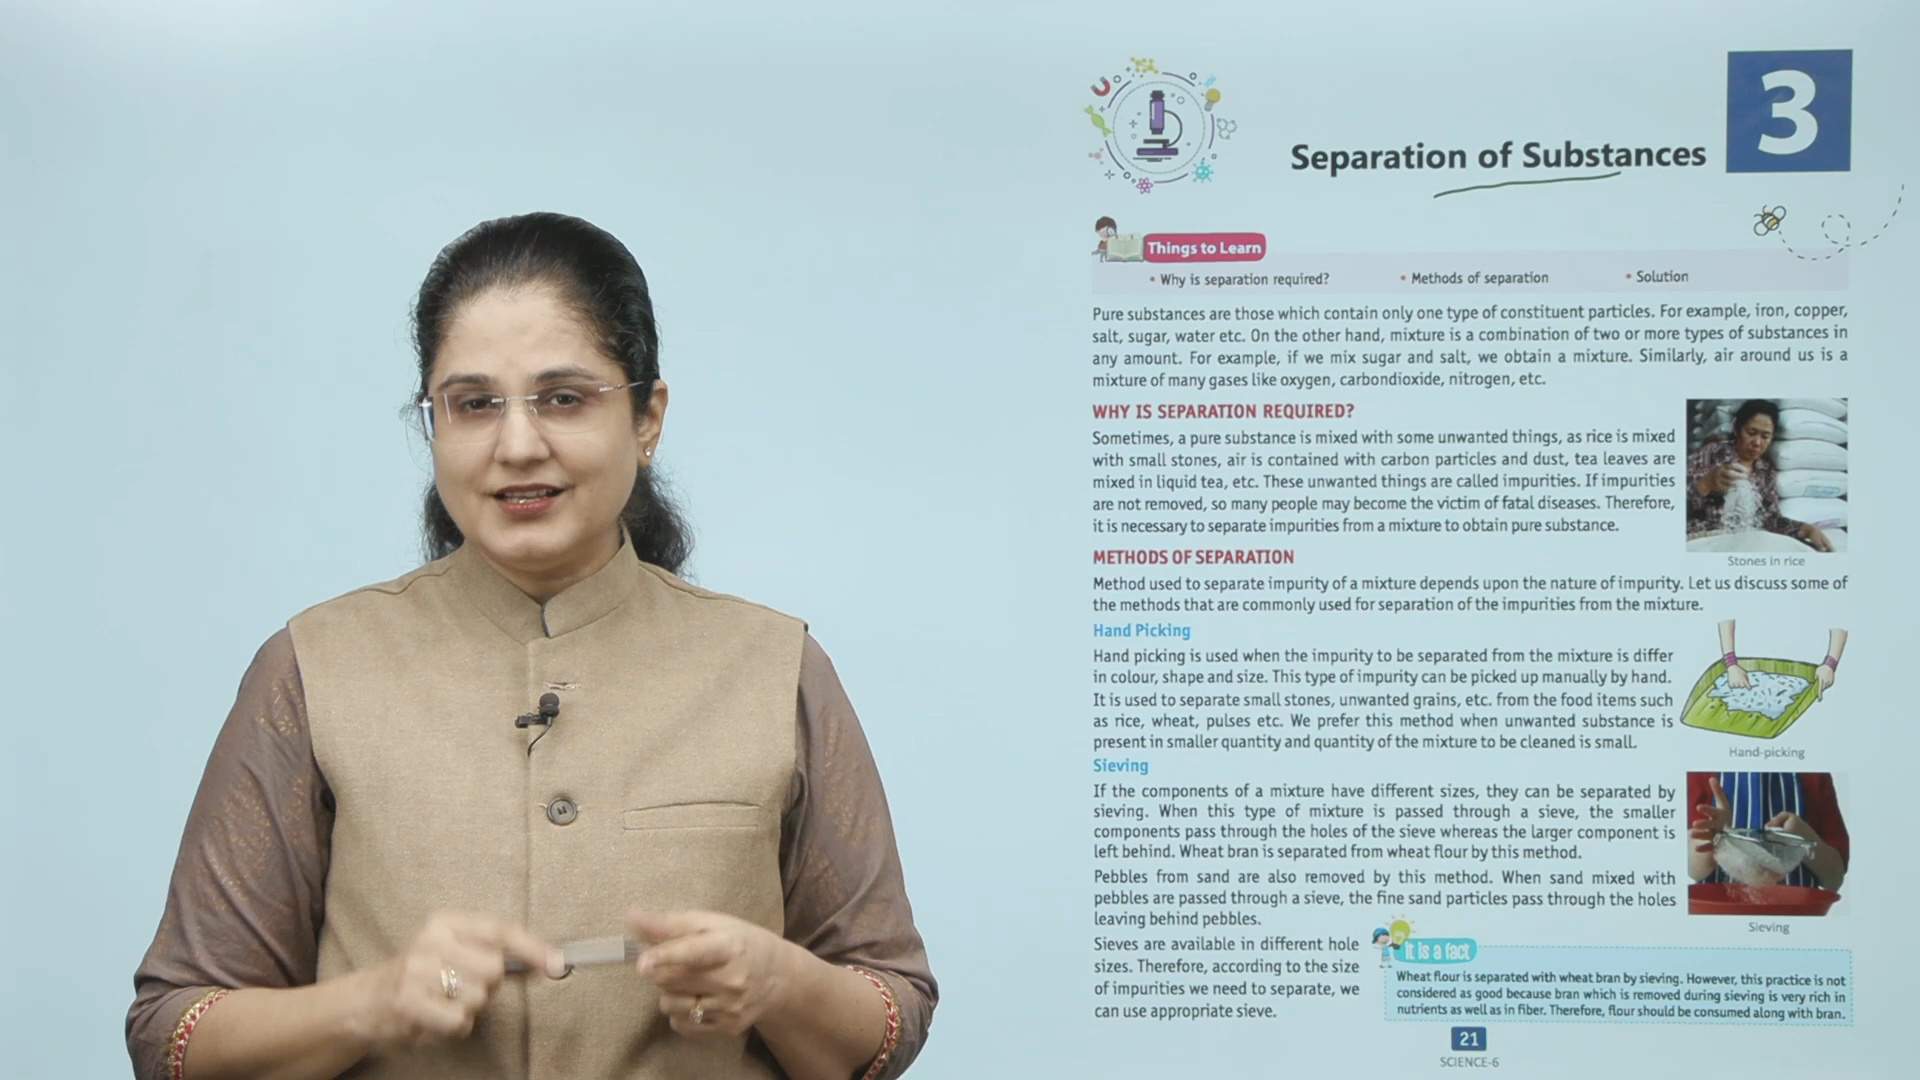 3
Separation of Substances
Things to Learn
• Why is separation required? • Methods of separation • Solution
Pure substances are those which contain only one type of constituent particles. For example, iron, copper,
salt, sugar, water etc. On the other hand, mixture is a combination of two or more types of substances in
any amount. For example, if we mix sugar and salt, we obtain a mixture. Similarly, air around us is a
mixture of many gases like oxygen, carbondioxide, nitrogen, etc.
WHY IS SEPARATION REQUIRED?
Sometimes, a pure substance is mixed with some unwanted things, as rice is mixed
with small stones, air is contained with carbon particles and dust, tea leaves are
mixed in liquid tea, etc. These unwanted things are called impurities. If impurities
are not removed, so many people may become the victim of fatal diseases. Therefore,
it is necessary to separate impurities from a mixture to obtain pure substance.
Stones in rice
METHODS OF SEPARATION
Method used to separate impurity of a mixture depends upon the nature of impurity. Let us discuss some of
the methods that are commonly used for separation of the impurities from the mixture.
Hand Picking
Hand picking is used when the impurity to be separated from the mixture is differ
in colour, shape and size. This type of impurity can be picked up manually by hand.
It is used to separate small stones, unwanted grains, etc. from the food items such
as rice, wheat, pulses etc. We prefer this method when unwanted substance is
present in smaller quantity and quantity of the mixture to be cleaned is small.
Hand-picking
Sieving
If the components of a mixture have different sizes, they can be separated by
sieving. When this type of mixture is passed through a sieve, the smaller
components pass through the holes of the sieve whereas the larger component is
left behind. Wheat bran is separated from wheat flour by this method.
Pebbles from sand are also removed by this method. When sand mixed with
pebbles are passed through a sieve, the fine sand particles pass through the holes
leaving behind pebbles.
Sieving
Sieves are available in different hole
sizes. Therefore, according to the size
of impurities we need to separate, we
can use appropriate sieve.
It is a fact
Wheat flour is separated with wheat bran by sieving. However, this practice is not
considered as good because bran which is removed during sieving is very rich in
nutrients as well as in fiber. Therefore, flour should be consumed along with bran.
21
SCIENCE-6